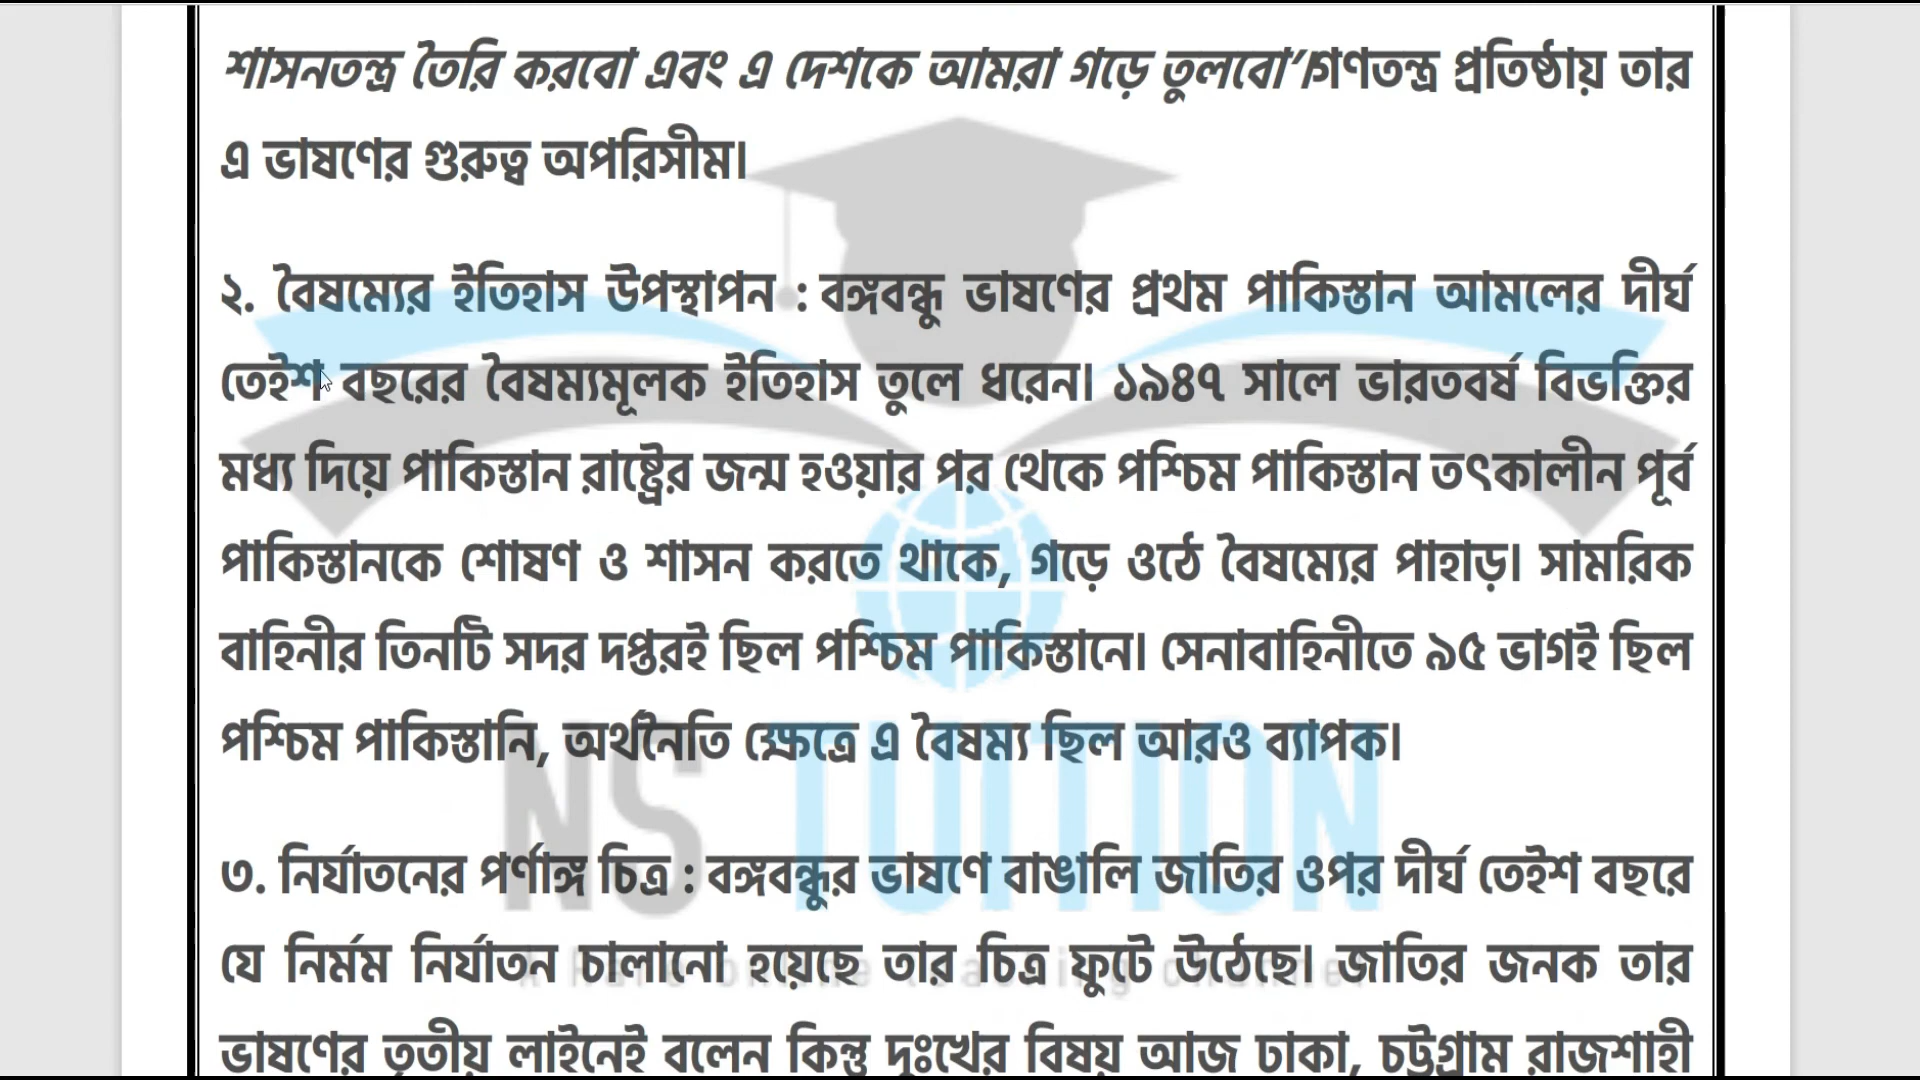 শাসনতন্ত্র তৈরি করবো এবং এ দেশকে আমরা গড়ে তুলবো’।গণতন্ত্র প্রতিষ্ঠায় তার
এ ভাষণের গুরুত্ব অপরিসীম।
২. বৈষম্যের ইতিহাস উপস্থাপন : বঙ্গবন্ধু ভাষণের প্রথম পাকিস্তান আমলের দীর্ঘ
তেইশ বছরের বৈষম্যমূলক ইতিহাস তুলে ধরেন। ১৯৪৭ সালে ভারতবর্ষ বিভক্তির
মধ্য দিয়ে পাকিস্তান রাষ্ট্রের জন্ম হওয়ার পর থেকে পশ্চিম পাকিস্তান তৎকালীন পূর্ব
পাকিস্তানকে শোষণ ও শাসন করতে থাকে, গড়ে ওঠে বৈষম্যের পাহাড়। সামরিক
বাহিনীর তিনটি সদর দপ্তরই ছিল পশ্চিম পাকিস্তানে। সেনাবাহিনীতে ৯৫ ভাগই ছিল
পশ্চিম পাকিস্তানি, অর্থনৈতি ক্ষেত্রে এ বৈষম্য ছিল আরও ব্যাপক।
NS TUITION
৩. নির্যাতনের পর্ণাঙ্গ চিত্র : বঙ্গবন্ধুর ভাষণে বাঙালি জাতির ওপর দীর্ঘ তেইশ বছরে
যে নির্মম নির্যাতন চালানো হয়েছে তার চিত্র ফুটে উঠেছে। জাতির জনক তার
ভাষণের তৃতীয় লাইনেই বলেন কিন্তু দুঃখের বিষয় আজ ঢাকা, চট্টগ্রাম রাজশাহী